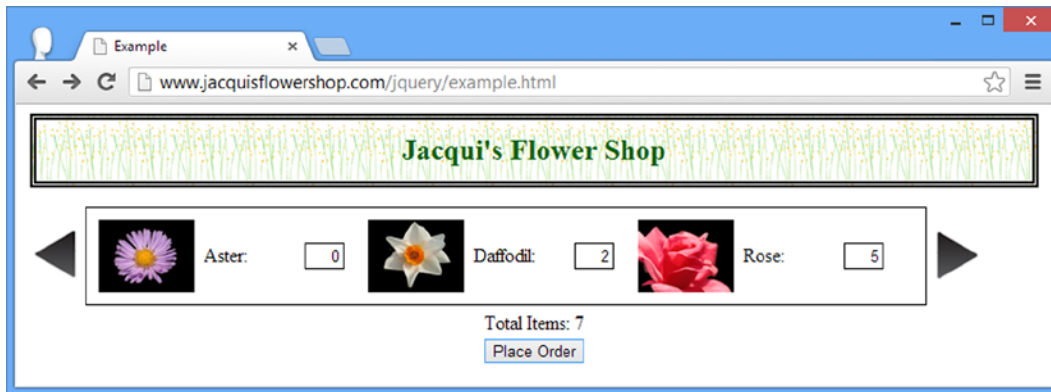 Example
www.jacquisflowershop.com/jquery/example.html
Jacqui's Flower Shop
Aster: 0 Daffodil: 2 Rose: 5
Total Items: 7
Place Order